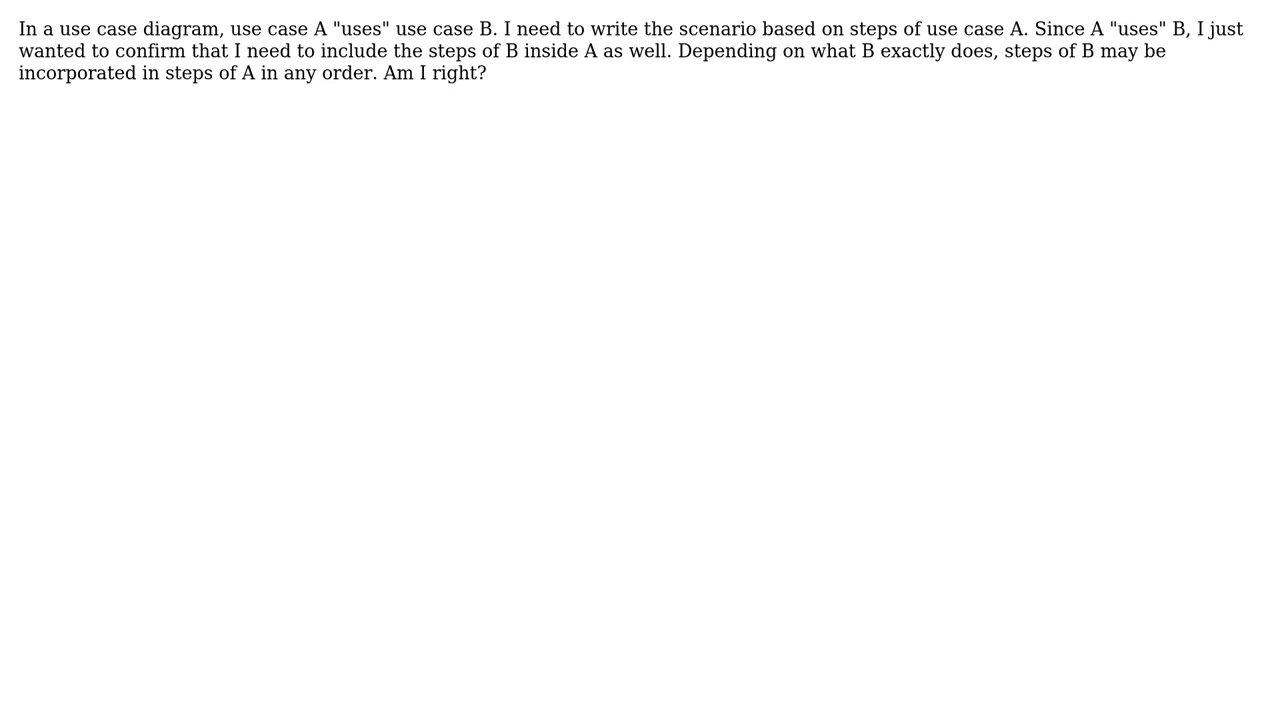 In a use case diagram, use case A "uses" use case B. I need to write the scenario based on steps of use case A. Since A "uses" B, I just
wanted to confirm that I need to include the steps of B inside A as well. Depending on what B exactly does, steps of B may be
incorporated in steps of A in any order. Am I right?